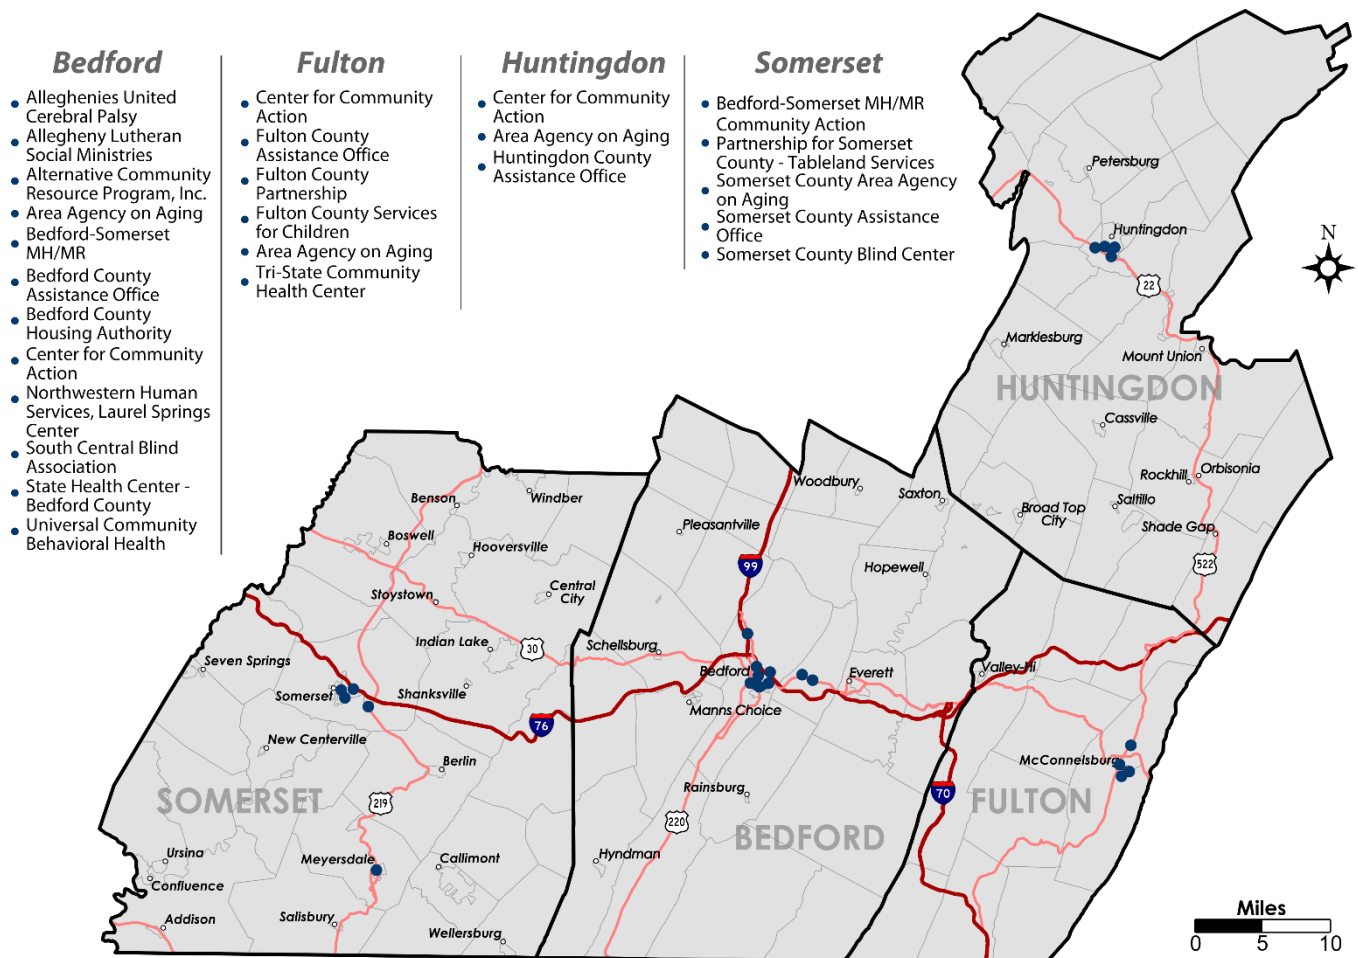 Bedford
Alleghenies United
Cerebral Palsy
Allegheny Lutheran
Social Ministries
Alternative Community
Resource Program, Inc.
Area Agency on Aging
Bedford-Somerset
MH/MR
Bedford County
Assistance Office
Bedford County
Housing Authority
Center for Community
Action
Northwestern Human
Services, Laurel Springs
Center
South Central Blind
Association
State Health Center -
Bedford County
Universal Community
Behavioral Health
Fulton
Center for Community
Action
Fulton County
Assistance Office
Fulton County
Partnership
Fulton County Services
for Children
Area Agency on Aging
Tri-State Community
Health Center
Huntingdon
Center for Community
Action
Area Agency on Aging
Huntingdon County
Assistance Office
Somerset
Bedford-Somerset MH/MR
Community Action
Partnership for Somerset
County - Tableland Services
Somerset County Area Agency
on Aging
Somerset County Assistance
Office
Somerset County Blind Center
Petersburg
Huntingdon
N
22
Marklesburg
Mount Union
HUNTINGDON
Cassville
Rockhill
Orbisonia
Saltillo
Broad Top
City
Shade Gap
522
Woodbury
Saxton
Pleasantville
99
Hopewell
Benson
Windber
Boswell
Hooversville
Central
City
Stoystown
Indian Lake
30
Schellsburg
Seven Springs
Somerset
Shanksville
Bedford
Everett
Valley-Hi
Manns Choice
76
New Centerville
Berlin
McConnelsburg
Rainsburg
SOMERSET
219
70
FULTON
220
BEDFORD
Ursina
Meyersdale
Callimont
Hyndman
Confluence
Addison
Salisbury
Wellersburg
Miles
0 5 10